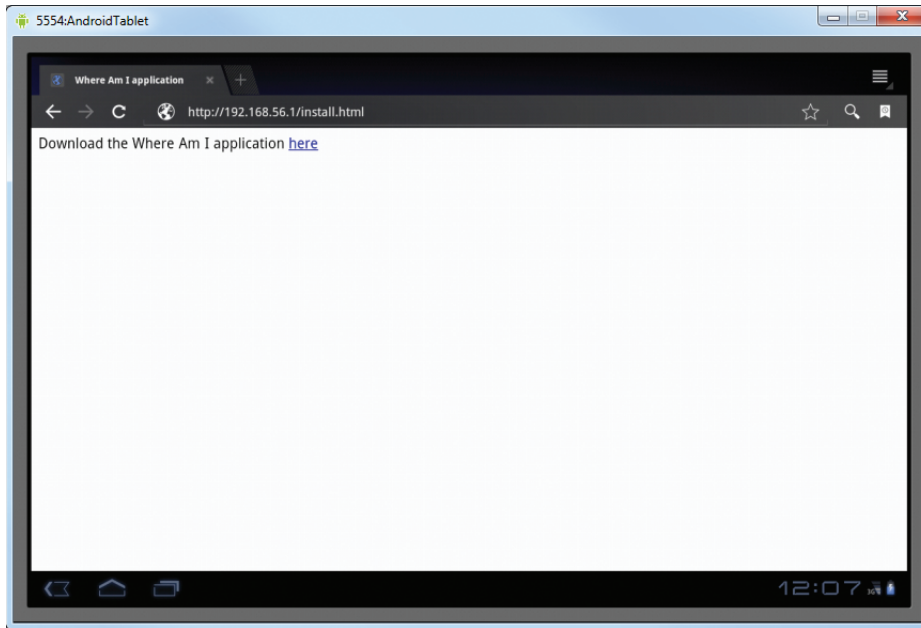 5554:AndroidTablet
Where Am I application
http://192.168.56.1/install.html
Download the Where Am I application here
12:07